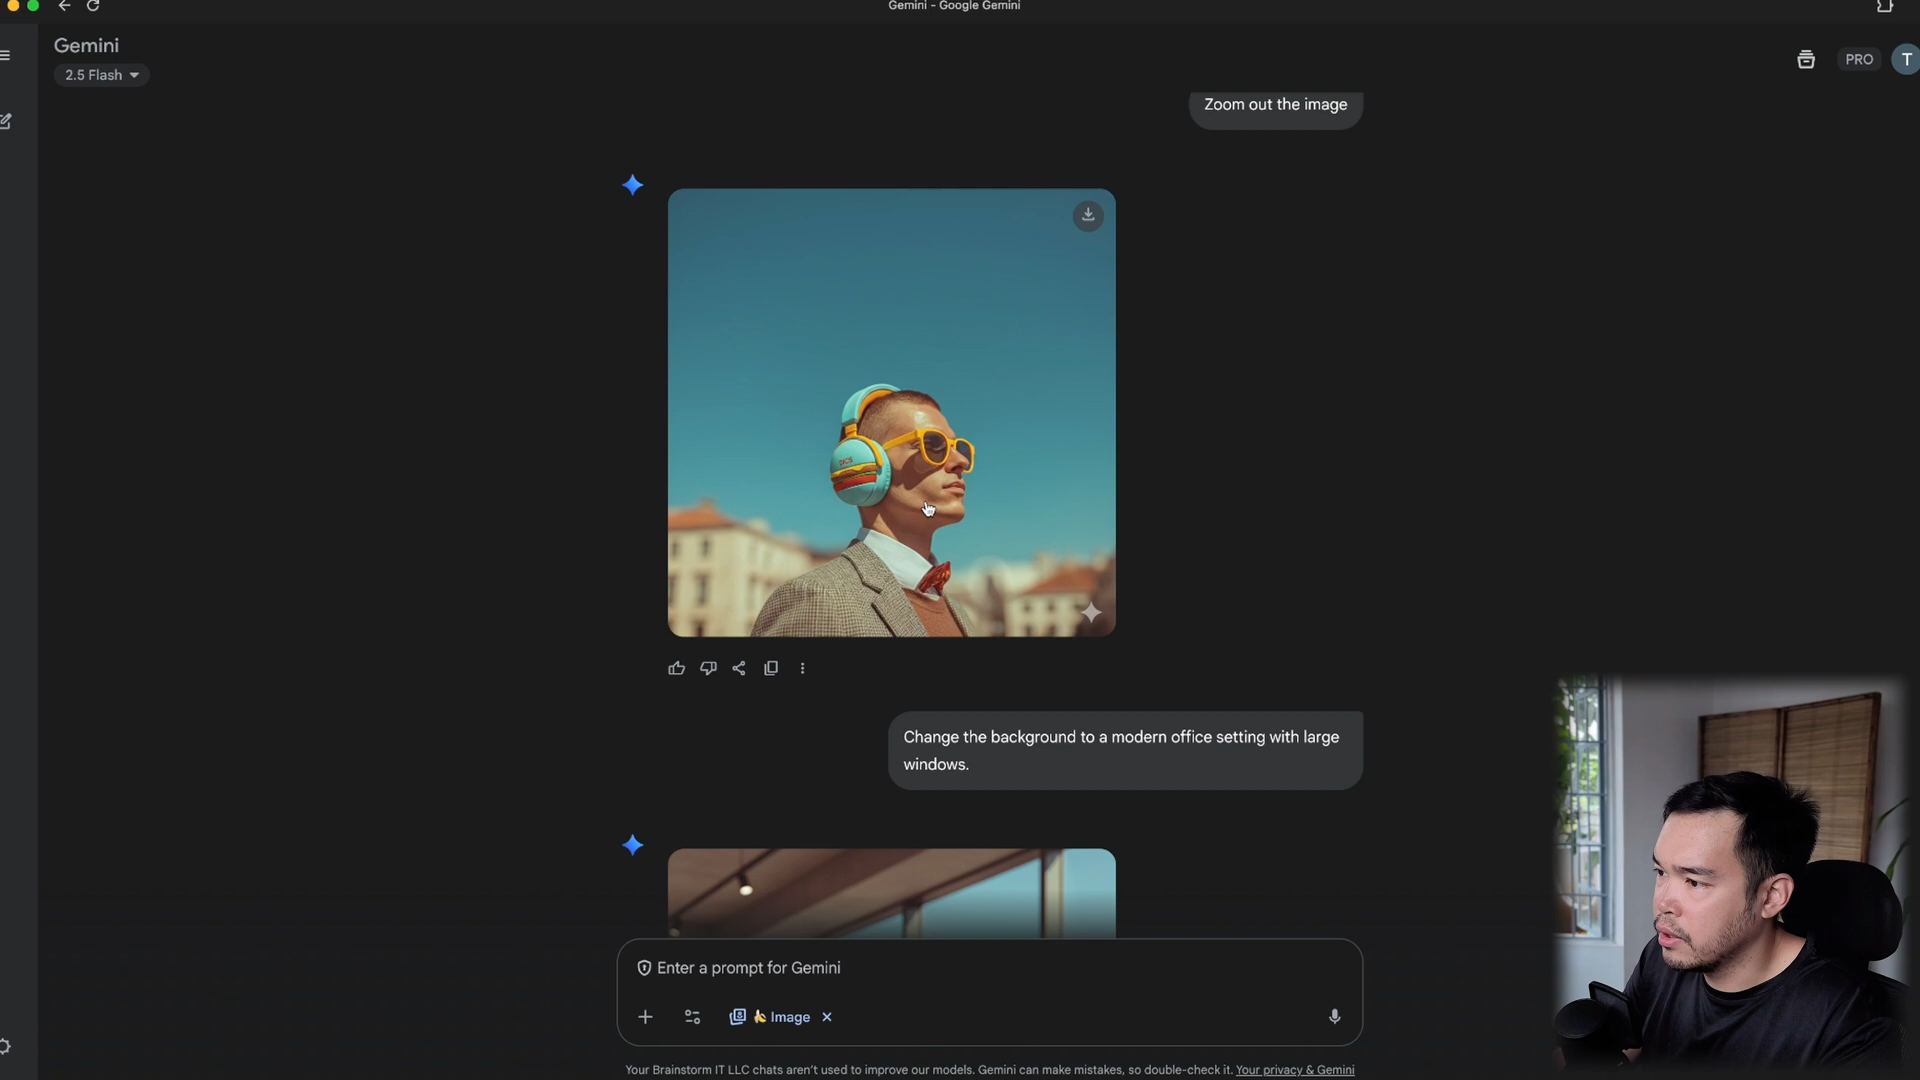 Gemini - Google Gemini
Gemini
2.5 Flash
PRO
T
Zoom out the image
Change the background to a modern office setting with large
windows.
Enter a prompt for Gemini
Image
Your Brainstorm IT LLC chats aren't used to improve our models. Gemini can make mistakes, so double-check it. Your privacy & Gemini